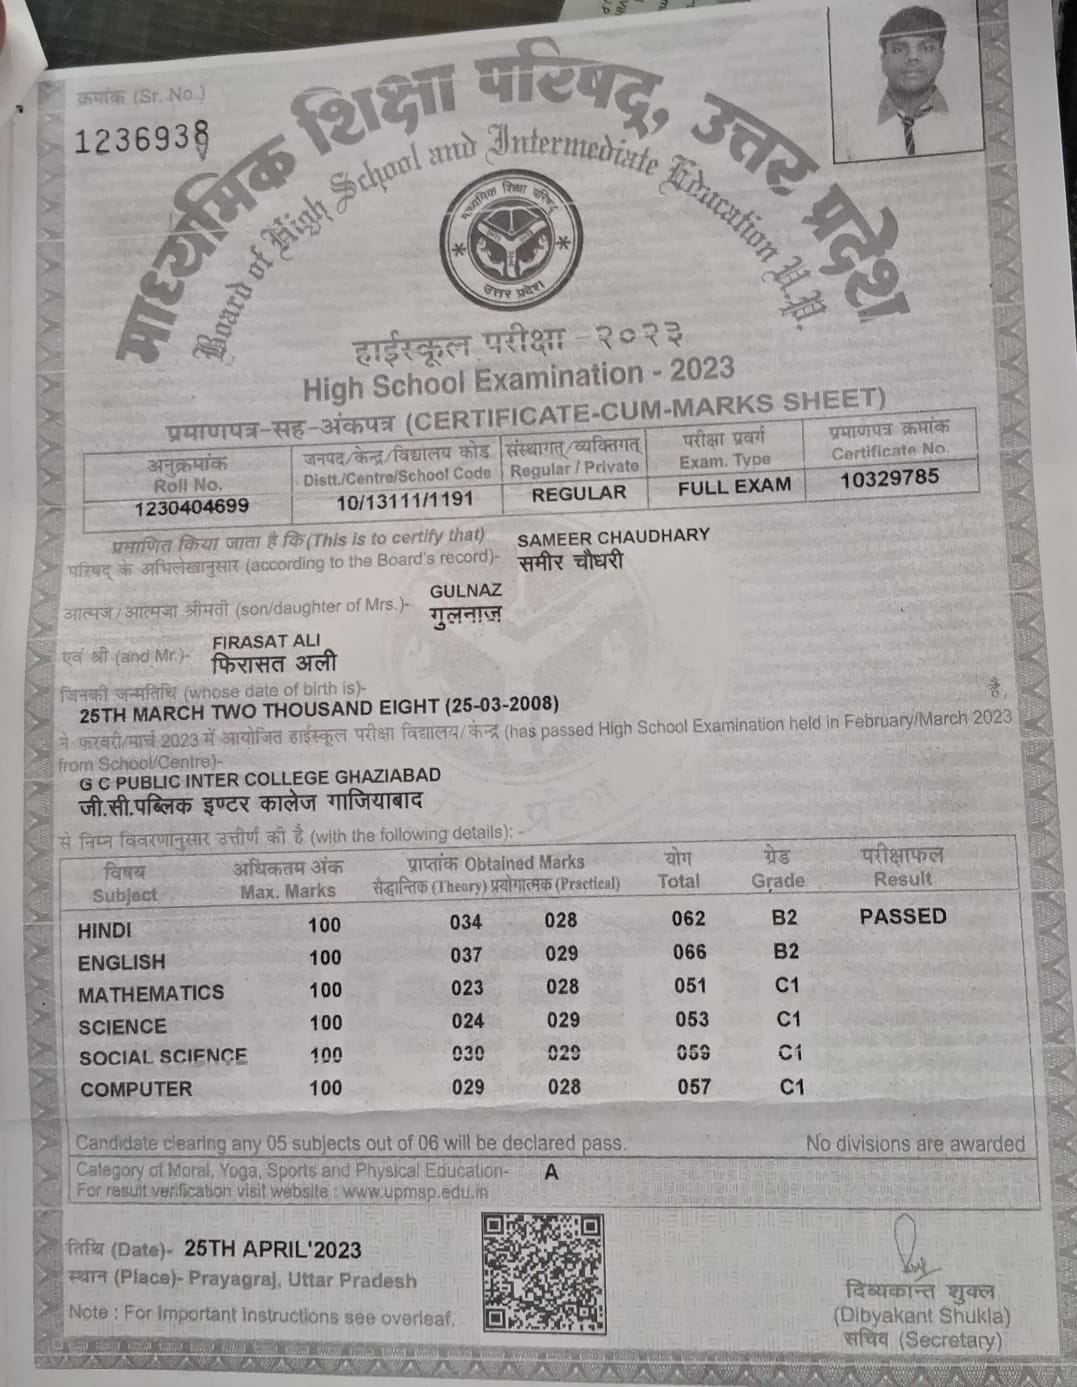 क्रमांक (Sr. No.)
1236938
माध्यमिक शिक्षा परिषद्, उत्तर प्रदेश
Board of High School and Intermediate Education U.P.
माध्यमिक शिक्षा परिषद्
उत्तर प्रदेश
हाईस्कूल परीक्षा - २०२३
High School Examination - 2023
प्रमाणपत्र-सह-अंकपत्र (CERTIFICATE-CUM-MARKS SHEET)
अनुक्रमांक जनपद/केन्द्र/विद्यालय कोड संस्थागत्/व्यक्तिगत् परीक्षा प्रवर्ग प्रमाणपत्र क्रमांक
Roll No. Distt./Centre/School Code Regular / Private Exam. Type Certificate No.
1230404699 10/13111/1191 REGULAR FULL EXAM 10329785
प्रमाणित किया जाता है कि (This is to certify that) SAMEER CHAUDHARY
परिषद् के अभिलेखानुसार (according to the Board's record)- समीर चौधरी
GULNAZ
आत्मज/आत्मजा श्रीमती (son/daughter of Mrs.)- गुलनाज़
FIRASAT ALI
एवं श्री (and Mr.)- फिरासत अली
जिनकी जन्मतिथि (whose date of birth is)-
25TH MARCH TWO THOUSAND EIGHT (25-03-2008) है,
ने फरवरी/मार्च 2023 में आयोजित हाईस्कूल परीक्षा विद्यालय/केन्द्र (has passed High School Examination held in February/March 2023
from School/Centre)-
G C PUBLIC INTER COLLEGE GHAZIABAD
जी.सी.पब्लिक इण्टर कालेज गाजियाबाद
से निम्न विवरणानुसार उत्तीर्ण की है (with the following details): -
विषय अधिकतम अंक प्राप्तांक Obtained Marks योग ग्रेड परीक्षाफल
Subject Max. Marks सैद्धान्तिक (Theory) प्रयोगात्मक (Practical) Total Grade Result
HINDI 100 034 028 062 B2 PASSED
ENGLISH 100 037 029 066 B2
MATHEMATICS 100 023 028 051 C1
SCIENCE 100 024 029 053 C1
SOCIAL SCIENCE 100 030 029 059 C1
COMPUTER 100 029 028 057 C1
Candidate clearing any 05 subjects out of 06 will be declared pass. No divisions are awarded
Category of Moral, Yoga, Sports and Physical Education- A
For result verification visit website : www.upmsp.edu.in
तिथि (Date)- 25TH APRIL'2023
स्थान (Place)- Prayagraj, Uttar Pradesh
Note : For Important Instructions see overleaf.
दिब्यकान्त शुक्ल
(Dibyakant Shukla)
सचिव (Secretary)